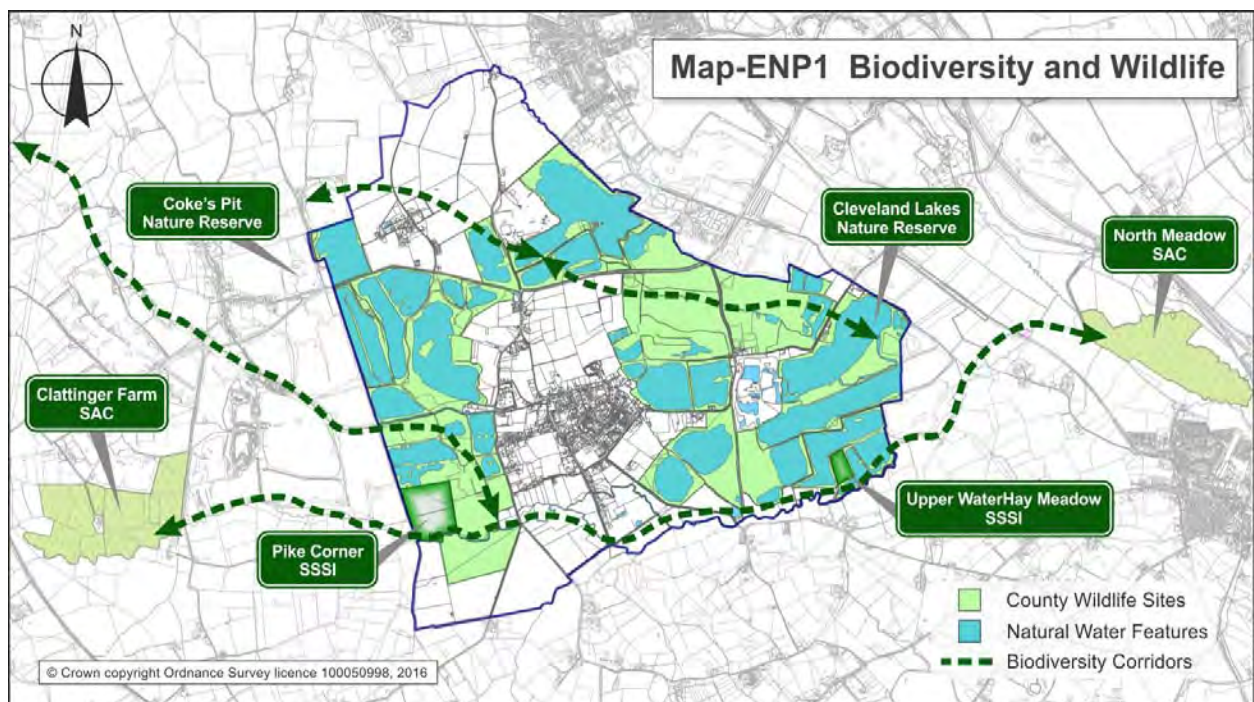 N
Map-ENP1 Biodiversity and Wildlife
Coke's Pit
Nature Reserve
Cleveland Lakes
Nature Reserve
North Meadow
SAC
Clattinger Farm
SAC
Upper WaterHay Meadow
SSSI
Pike Corner
SSSI
County Wildlife Sites
Natural Water Features
Biodiversity Corridors
© Crown copyright Ordnance Survey licence 100050998, 2016